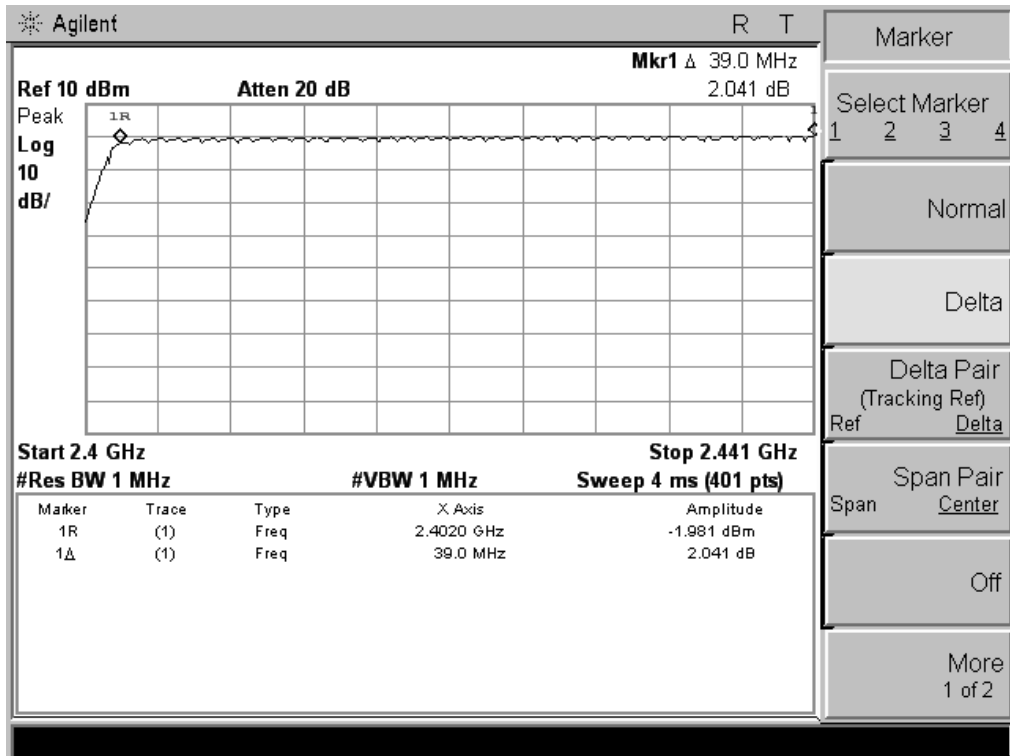 Agilent R T
Mkr1 Δ 39.0 MHz
Ref 10 dBm Atten 20 dB 2.041 dB
Peak
Log
10
dB/
1R
1
Start 2.4 GHz Stop 2.441 GHz
#Res BW 1 MHz #VBW 1 MHz Sweep 4 ms (401 pts)
Marker Trace Type X Axis Amplitude
1R (1) Freq 2.4020 GHz -1.981 dBm
1Δ (1) Freq 39.0 MHz 2.041 dB
Marker
Select Marker
1 2 3 4
Normal
Delta
Delta Pair
(Tracking Ref)
Ref Delta
Span Pair
Span Center
Off
More
1 of 2